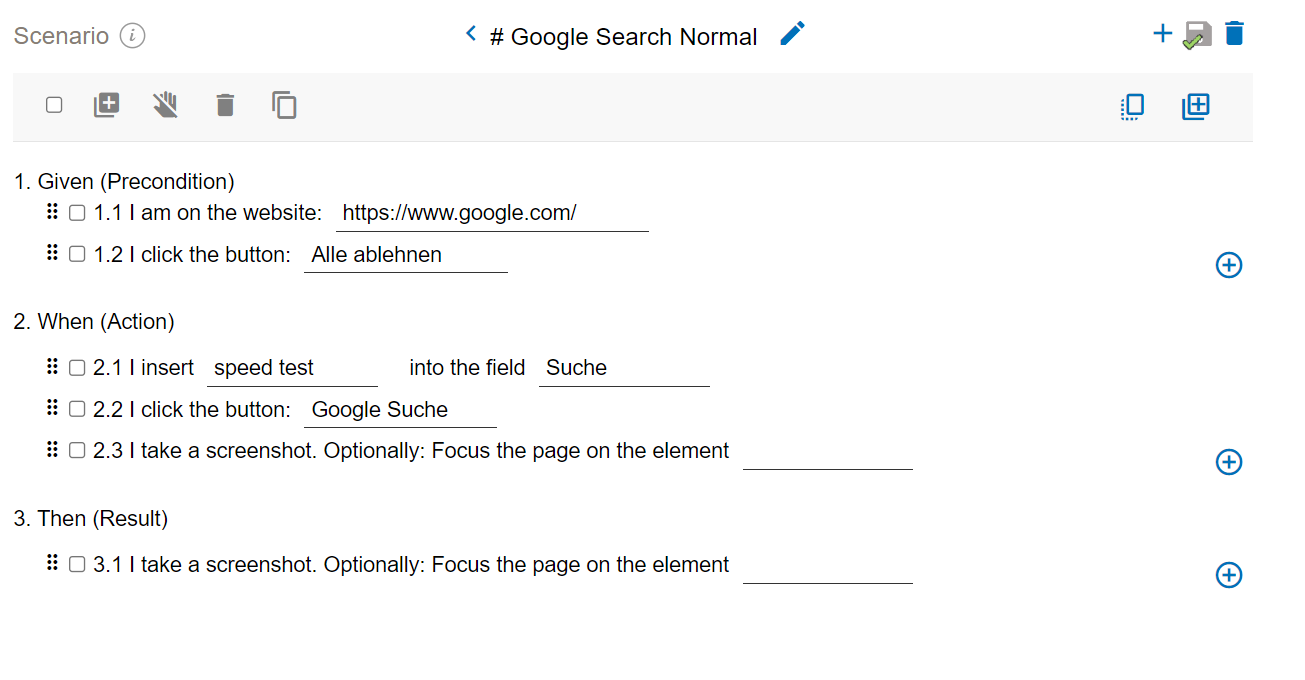 Scenario i
< # Google Search Normal
1. Given (Precondition)
1.1 I am on the website: https://www.google.com/
1.2 I click the button: Alle ablehnen
2. When (Action)
2.1 I insert speed test into the field Suche
2.2 I click the button: Google Suche
2.3 I take a screenshot. Optionally: Focus the page on the element
3. Then (Result)
3.1 I take a screenshot. Optionally: Focus the page on the element